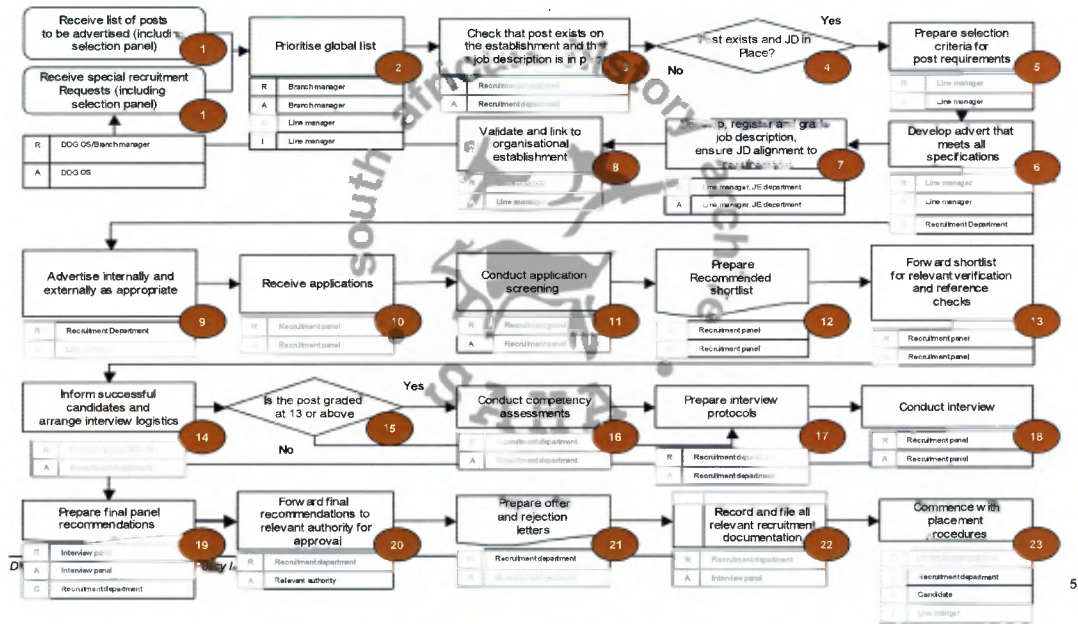 Receive list of posts
to be advertised (including
selection panel)
1
Receive special recruitment
Requests (including
selection panel)
1
R DDG OS/Branch manager
A DDG OS
Prioritise global list
2
R Branch manager
A Branch manager
C Line manager
I Line manager
Check that post exists on
the establishment and that
job description is in
3
R
A Recruitment department
Post exists and JD in
Place?
4
Yes
No
Prepare selection
criteria for
post requirements
5
R Line manager
A Line manager
Develop advert that
meets all
specifications
6
R Line manager
A Line manager
Recruitment Department
Develop, register and grade
job description,
ensure JD alignment to
7
Line manager, JE department
A Line manager, JE department
Validate and link to
organisational
establishment
8
R Line manager
A Line manager
Advertise internally and
externally as appropriate
9
R Recruitment Department
A Line manager
Receive applications
10
R Recruitment panel
A Recruitment panel
Conduct application
screening
11
R Recruitment panel
A Recruitment panel
Prepare
Recommended
shortlist
12
Recruitment panel
Recruitment panel
Forward shortlist
for relevant verification
and reference
checks
13
R Recruitment panel
Recruitment panel
Inform successful
candidates and
arrange interview logistics
14
R
A Recruitment department
Is the post graded
at 13 or above
15
Yes
No
Conduct competency
assessments
16
R Recruitment department
A Recruitment department
Prepare interview
protocols
17
R Recruitment department
A Recruitment department
Conduct interview
18
R Recruitment panel
A Recruitment panel
Prepare final panel
recommendations
19
R Interview panel
A Interview panel
C Recruitment department
Forward final
recommendations to
relevant authority for
approval
20
R Recruitment department
A Relevant authority
Prepare offer
and rejection
letters
21
R Recruitment department
Record and file all
relevant recruitment
documentation
22
R Recruitment department
A Interview panel
Commence with
placement
procedures
23
Recruitment department
C Candidate
I Line manger
Policy
5
south african history archive
SAHA